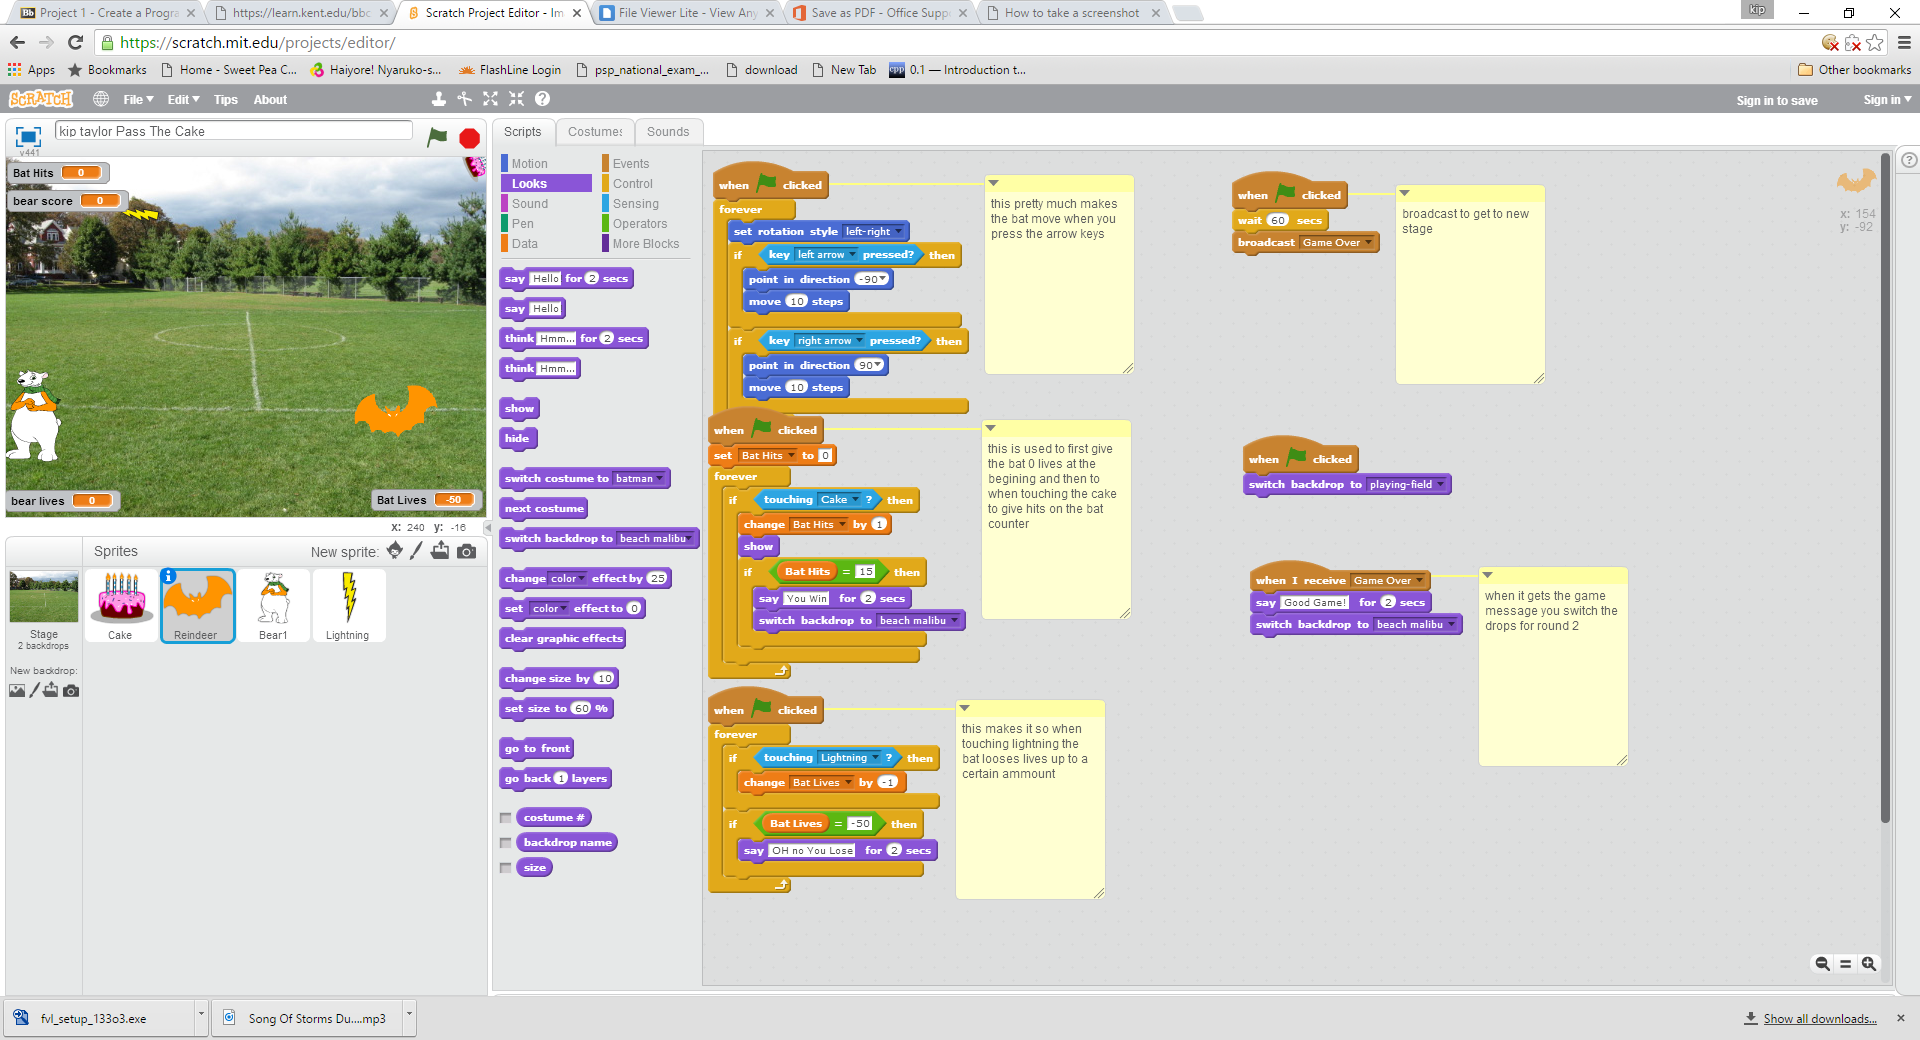 Project 1 - Create a Progra
https://learn.kent.edu/bbc
Scratch Project Editor - Im
File Viewer Lite - View Any
Save as PDF - Office Supp
How to take a screenshot
kip
https://scratch.mit.edu/projects/editor/
Apps
Bookmarks
Home - Sweet Pea C...
Haiyore! Nyaruko-s...
FlashLine Login
psp_national_exam_...
download
New Tab
0.1 — Introduction t...
Other bookmarks
SCRATCH
File
Edit
Tips
About
Sign in to save
Sign in
v441
kip taylor Pass The Cake
Bat Hits 0
bear score 0
bear lives 0
Bat Lives -50
x: 240 y: -16
Sprites
New sprite:
Stage
2 backdrops
New backdrop:
Cake
Reindeer
Bear1
Lightning
Scripts
Costumes
Sounds
Motion
Looks
Sound
Pen
Data
Events
Control
Sensing
Operators
More Blocks
say Hello for 2 secs
say Hello
think Hmm... for 2 secs
think Hmm...
show
hide
switch costume to batman
next costume
switch backdrop to beach malibu
change color effect by 25
set color effect to 0
clear graphic effects
change size by 10
set size to 60 %
go to front
go back 1 layers
costume #
backdrop name
size
when clicked
forever
set rotation style left-right
if key left arrow pressed? then
point in direction -90
move 10 steps
if key right arrow pressed? then
point in direction 90
move 10 steps
this pretty much makes
the bat move when you
press the arrow keys
when clicked
set Bat Hits to 0
forever
if touching Cake ? then
change Bat Hits by 1
show
if Bat Hits = 15 then
say You Win for 2 secs
switch backdrop to beach malibu
this is used to first give
the bat 0 lives at the
begining and then to
when touching the cake
to give hits on the bat
counter
when clicked
forever
if touching Lightning ? then
change Bat Lives by -1
if Bat Lives = -50 then
say OH no You Lose for 2 secs
this makes it so when
touching lightning the
bat looses lives up to a
certain ammount
when clicked
wait 60 secs
broadcast Game Over
broadcast to get to new
stage
when clicked
switch backdrop to playing-field
when I receive Game Over
say Good Game! for 2 secs
switch backdrop to beach malibu
when it gets the game
message you switch the
drops for round 2
x: 154
y: -92
fvl_setup_133o3.exe
Song Of Storms Du....mp3
Show all downloads...